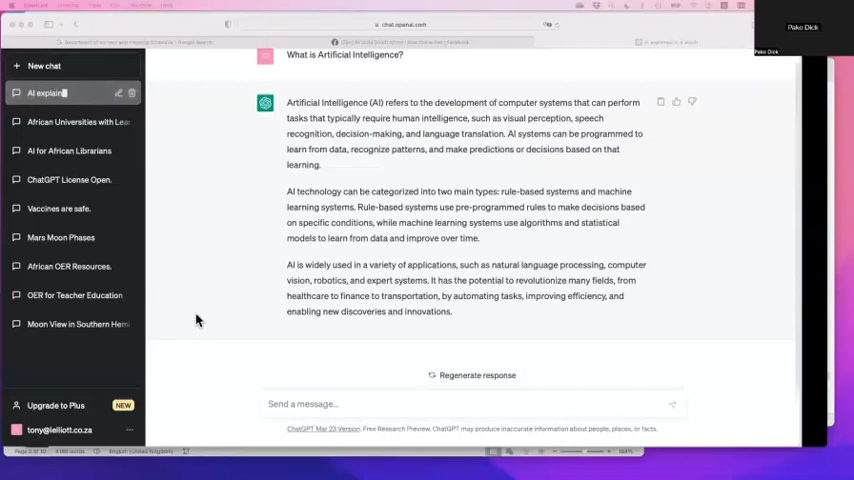 chat.openai.com
Pako Dick
Pako Dick
New chat
AI explain
African Universities with Lear
AI for African Librarians
ChatGPT License Open.
Vaccines are safe.
Mars Moon Phases
African OER Resources.
OER for Teacher Education
Moon View in Southern Hemi
Upgrade to Plus
NEW
tony@lelliott.co.za
TO
What is Artificial Intelligence?
Artificial Intelligence (AI) refers to the development of computer systems that can perform
tasks that typically require human intelligence, such as visual perception, speech
recognition, decision-making, and language translation. AI systems can be programmed to
learn from data, recognize patterns, and make predictions or decisions based on that
learning.
AI technology can be categorized into two main types: rule-based systems and machine
learning systems. Rule-based systems use pre-programmed rules to make decisions based
on specific conditions, while machine learning systems use algorithms and statistical
models to learn from data and improve over time.
AI is widely used in a variety of applications, such as natural language processing, computer
vision, robotics, and expert systems. It has the potential to revolutionize many fields, from
healthcare to finance to transportation, by automating tasks, improving efficiency, and
enabling new discoveries and innovations.
Regenerate response
Send a message...
ChatGPT Mar 23 Version. Free Research Preview. ChatGPT may produce inaccurate information about people, places, or facts.
English (United Kingdom)
164%